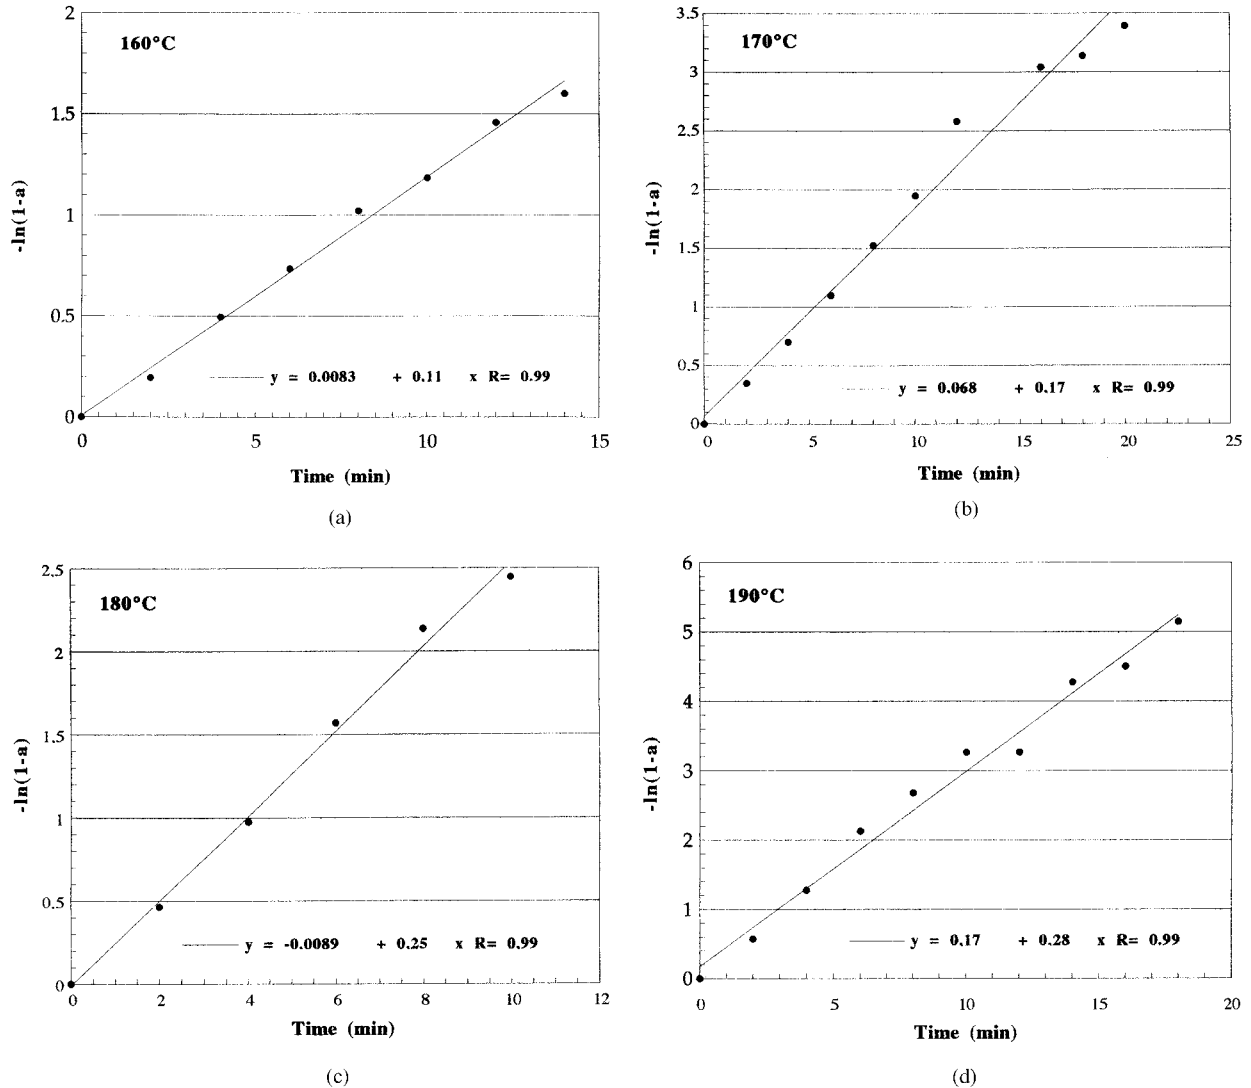 160°C
2
1.5
1
0.5
0
-ln(1-a)
y = 0.0083 + 0.11 x R= 0.99
0 5 10 15
Time (min)
(a)
170°C
3.5
3
2.5
2
1.5
1
0.5
0
-ln(1-a)
y = 0.068 + 0.17 x R= 0.99
0 5 10 15 20 25
Time (min)
(b)
180°C
2.5
2
1.5
1
0.5
0
-ln(1-a)
y = -0.0089 + 0.25 x R= 0.99
0 2 4 6 8 10 12
Time (min)
(c)
190°C
6
5
4
3
2
1
0
-ln(1-a)
y = 0.17 + 0.28 x R= 0.99
0 5 10 15 20
Time (min)
(d)